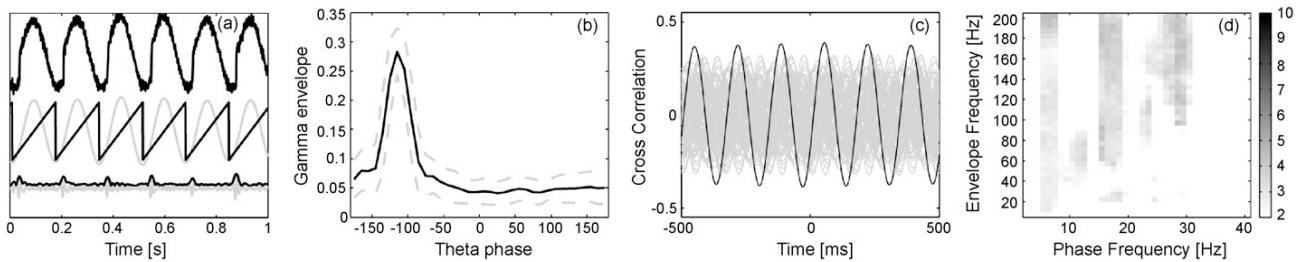 (a)
0 0.2 0.4 0.6 0.8 1
Time [s]
(b)
Gamma envelope
0.35
0.3
0.25
0.2
0.15
0.1
0.05
0
-150 -100 -50 0 50 100 150
Theta phase
(c)
Cross Correlation
0.5
0
-0.5
-500 0 500
Time [ms]
(d)
Envelope Frequency [Hz]
200
180
160
140
120
100
80
60
40
20
10 20 30 40
Phase Frequency [Hz]
10
9
8
7
6
5
4
3
2